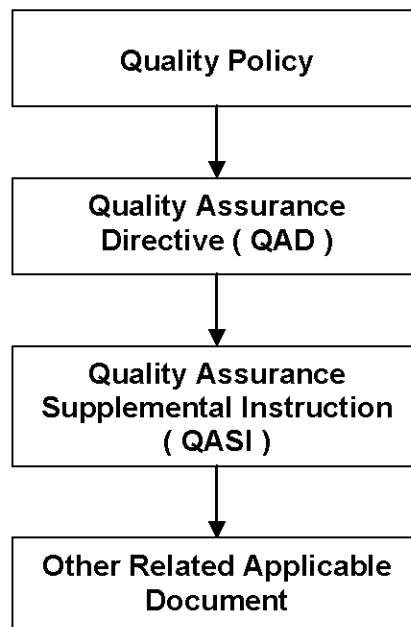 Quality Policy
Quality Assurance
Directive ( QAD )
Quality Assurance
Supplemental Instruction
( QASI )
Other Related Applicable
Document